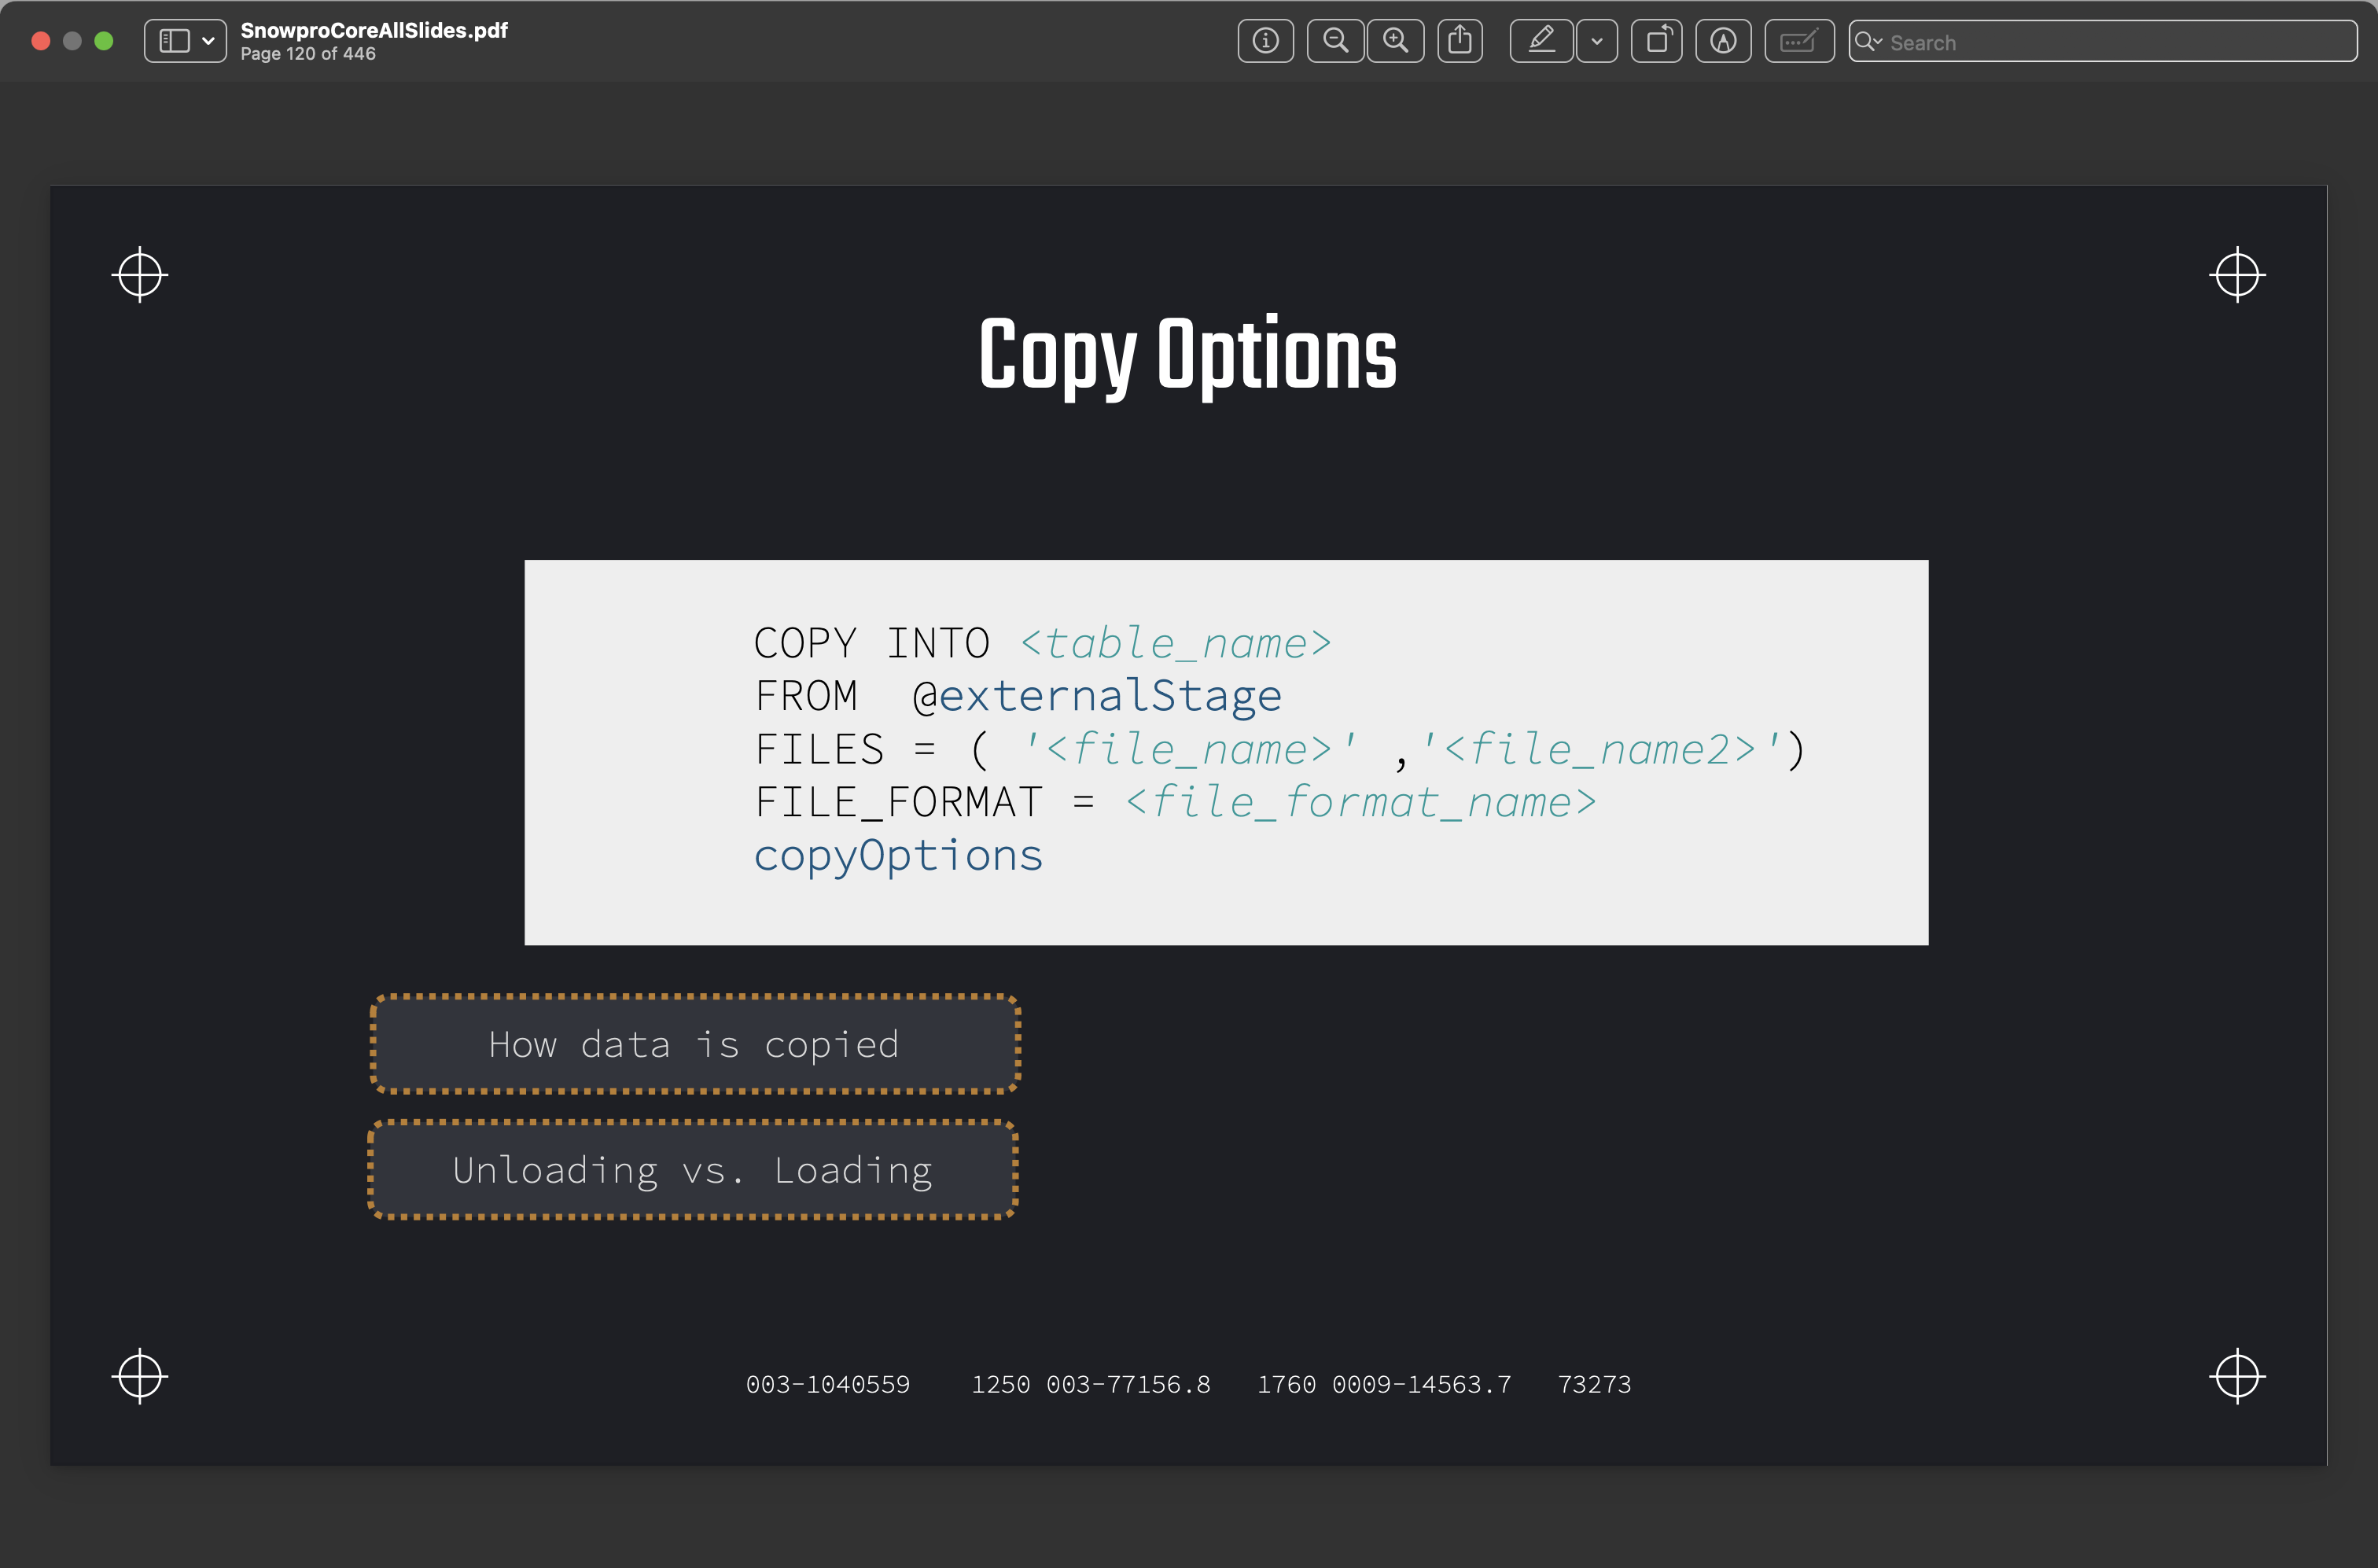 SnowproCoreAllSlides.pdf
Page 120 of 446
Search
Copy Options
COPY INTO <table_name>
FROM  @externalStage
FILES = ( '<file_name>' ,'<file_name2>')
FILE_FORMAT = <file_format_name>
copyOptions
How data is copied
Unloading vs. Loading
003-1040559    1250 003-77156.8   1760 0009-14563.7   73273